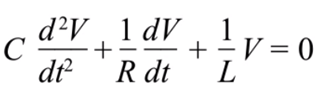 C d²V/dt² + 1/R dV/dt + 1/L V = 0